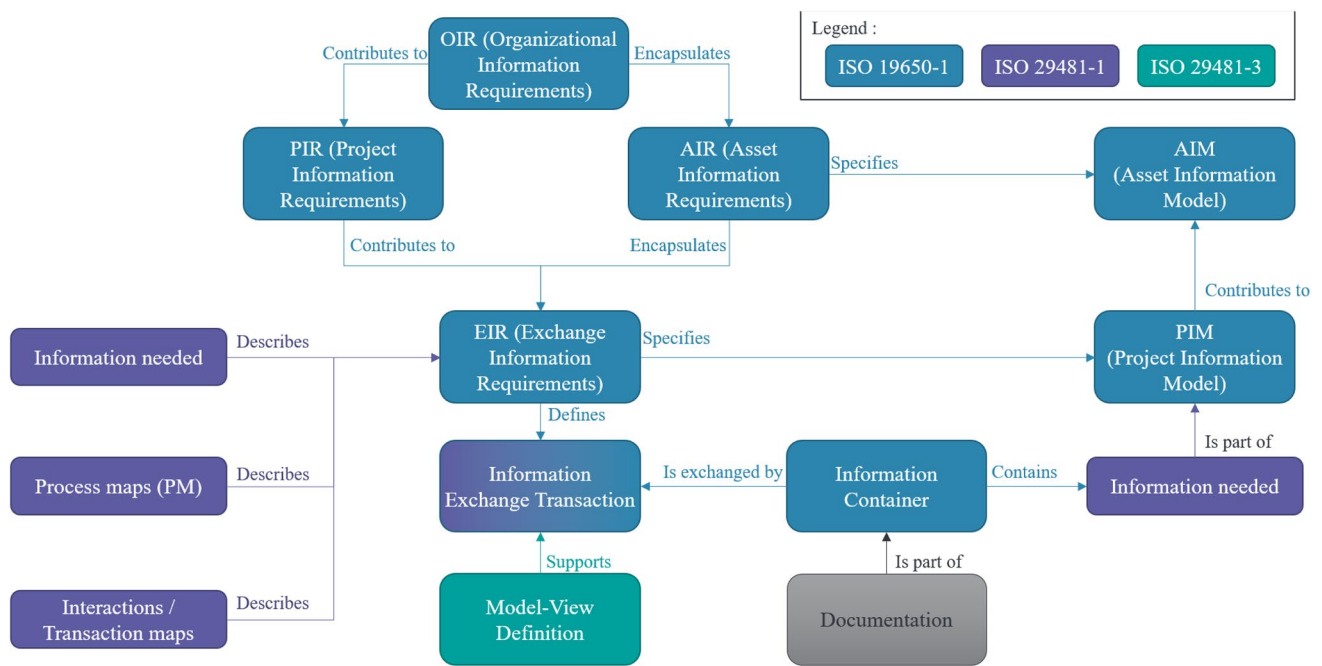 Legend :
ISO 19650-1
ISO 29481-1
ISO 29481-3
Contributes to
OIR (Organizational
Information
Requirements)
Encapsulates
PIR (Project
Information
Requirements)
AIR (Asset
Information
Requirements)
Specifies
AIM
(Asset Information
Model)
Contributes to
Encapsulates
Contributes to
Information needed
Describes
EIR (Exchange
Information
Requirements)
Specifies
PIM
(Project Information
Model)
Defines
Is part of
Process maps (PM)
Describes
Information
Exchange Transaction
Is exchanged by
Information
Container
Contains
Information needed
Supports
Is part of
Interactions /
Transaction maps
Describes
Model-View
Definition
Documentation